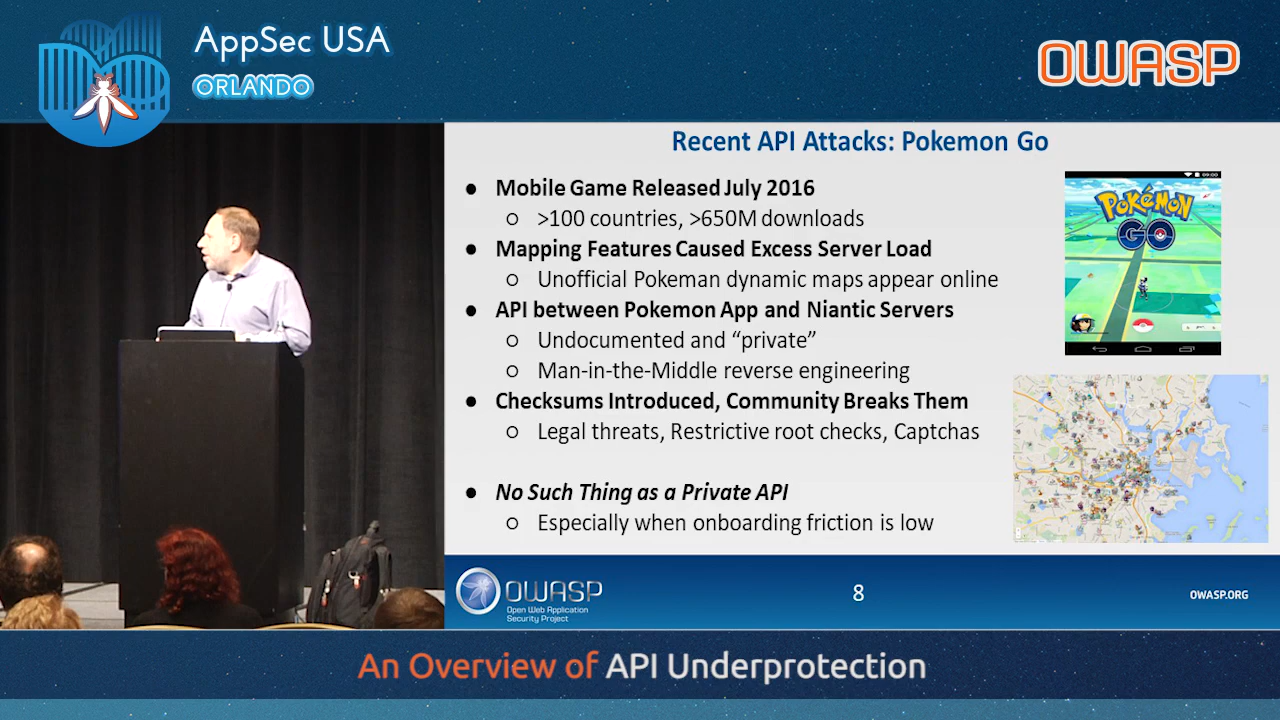 AppSec USA
ORLANDO
OWASP
Recent API Attacks: Pokemon Go
● Mobile Game Released July 2016
○ >100 countries, >650M downloads
● Mapping Features Caused Excess Server Load
○ Unofficial Pokeman dynamic maps appear online
● API between Pokemon App and Niantic Servers
○ Undocumented and “private”
○ Man-in-the-Middle reverse engineering
● Checksums Introduced, Community Breaks Them
○ Legal threats, Restrictive root checks, Captchas
● No Such Thing as a Private API
○ Especially when onboarding friction is low
POKéMON
GO
OWASP
Open Web Application
Security Project
8
OWASP.ORG
An Overview of API Underprotection